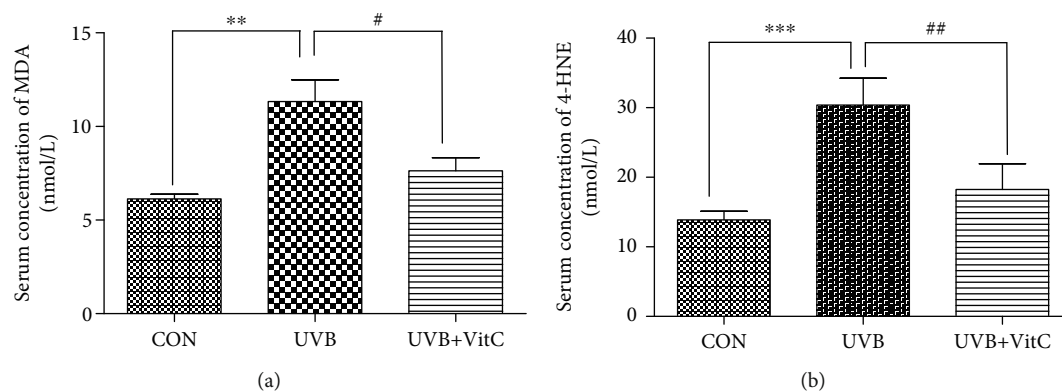 Serum concentration of MDA
(nmol/L)
15
10
5
0
**
#
CON
UVB
UVB+VitC
(a)
Serum concentration of 4-HNE
(nmol/L)
40
30
20
10
0
***
##
CON
UVB
UVB+VitC
(b)